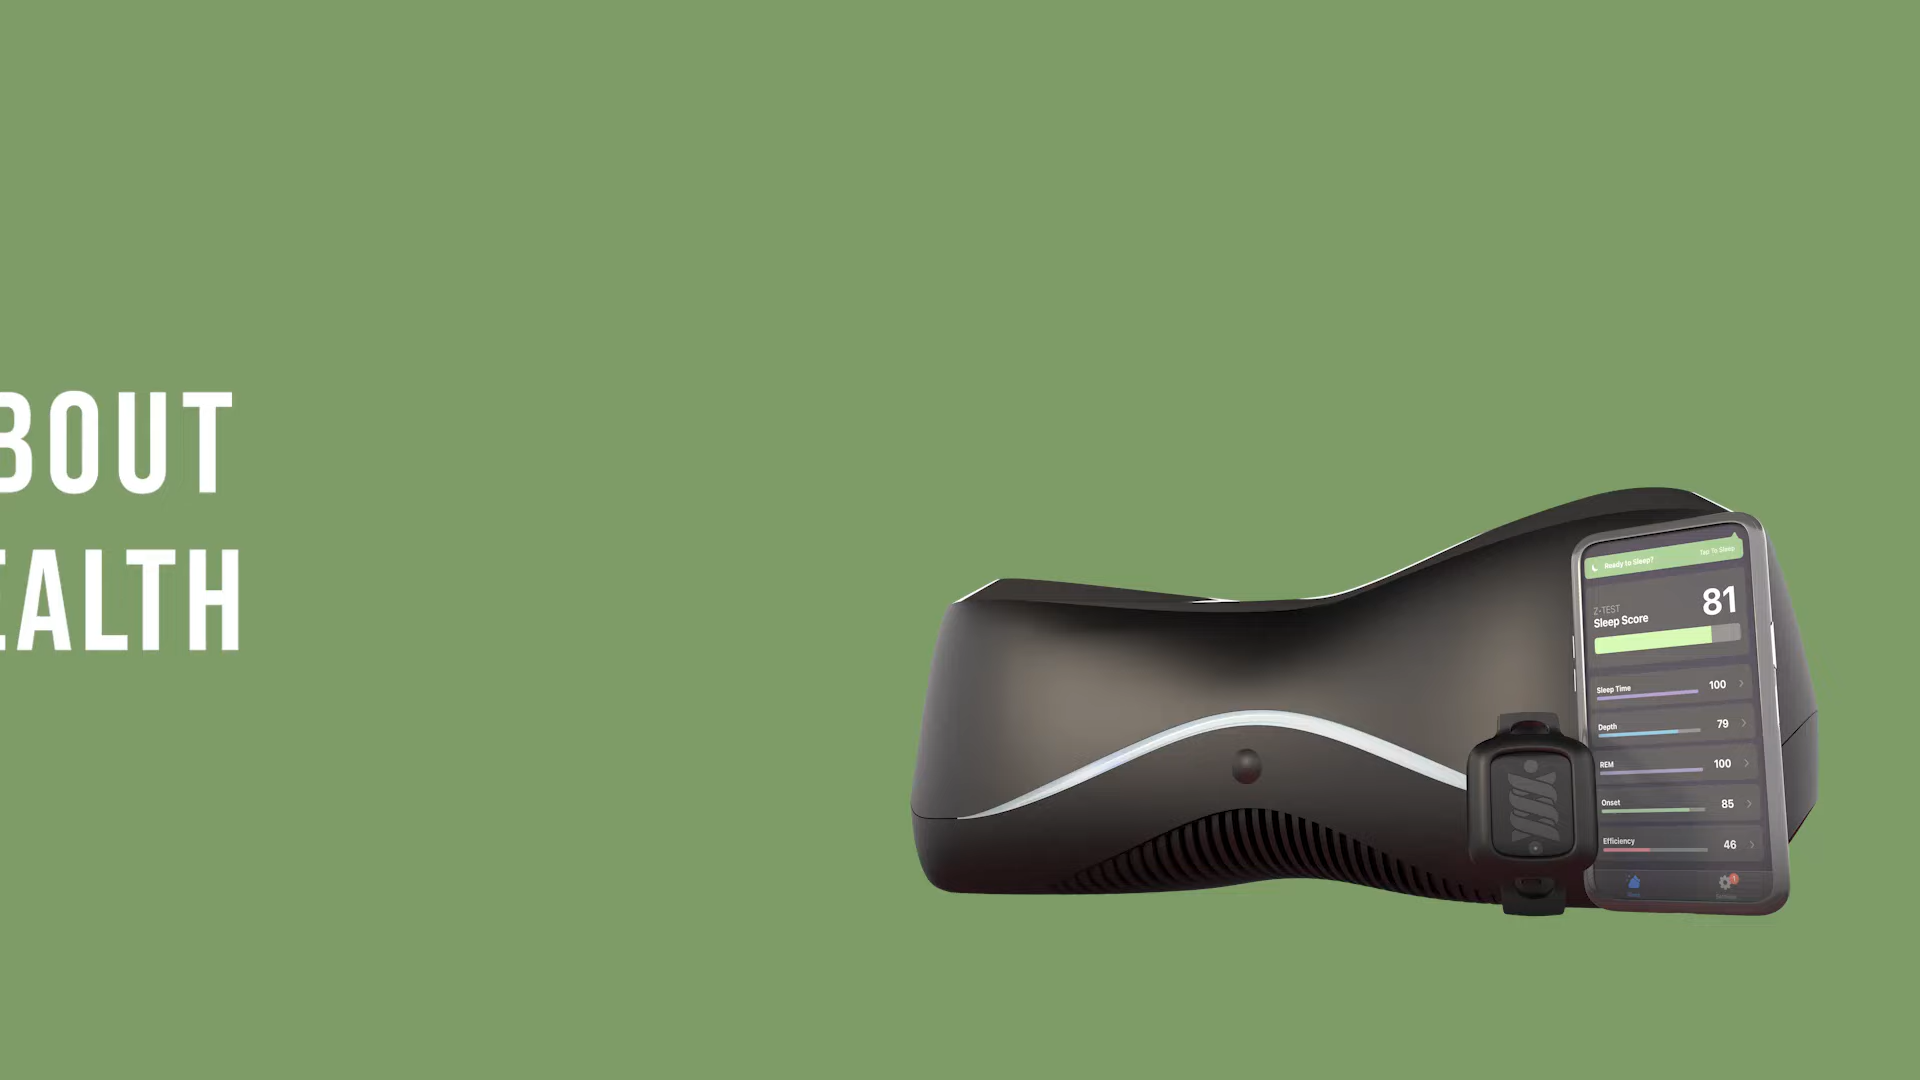 BOUT
EALTH
Ready to Sleep?
Tap To Sleep
Z-TEST
81
Sleep Score
Sleep Time 100
Depth 79
REM 100
Onset 85
Efficiency 46
1